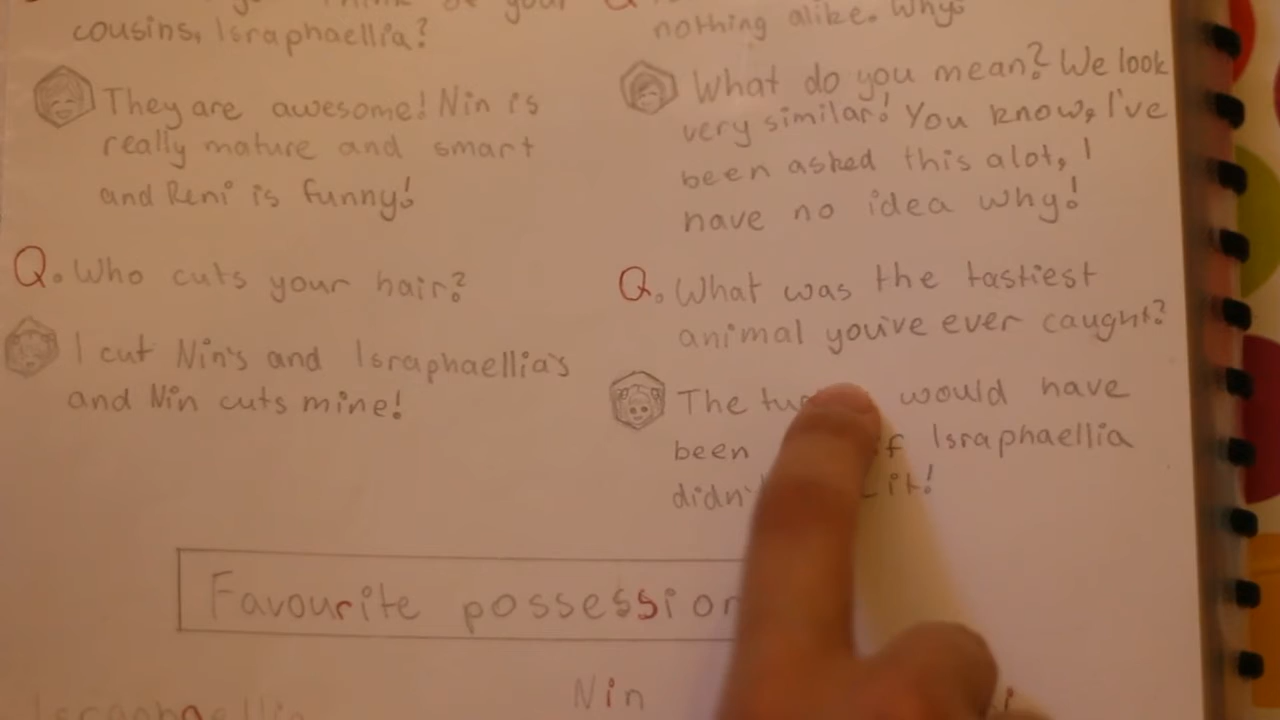 cousins, Israphaellia?
They are awesome! Nin is
really mature and smart
and Reni is funny!
Q. Who cuts your hair?
I cut Nin's and Israphaellia's
and Nin cuts mine!
nothing alike. Why?
What do you mean? We look
very similar! You know, I've
been asked this alot, I
have no idea why!
Q. What was the tastiest
animal you've ever caught?
The would have
been if Israphaellia
it!
Favourite
Nin
Israphaellia